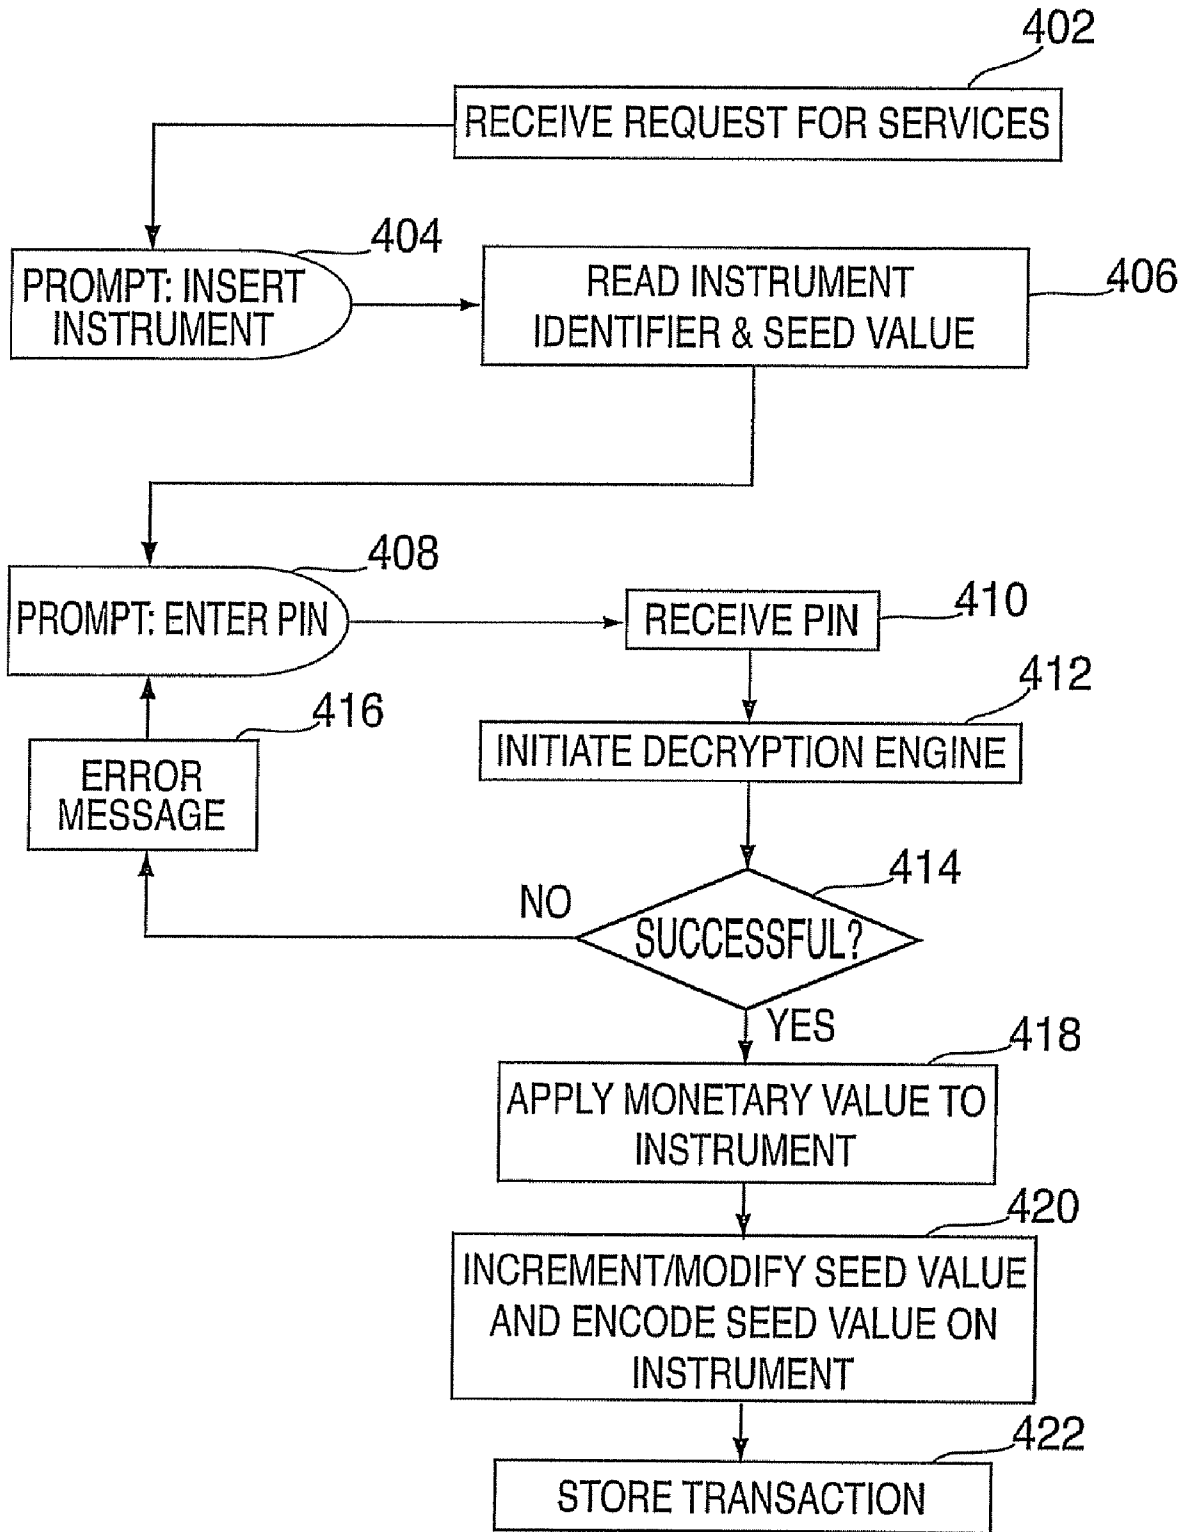 402
RECEIVE REQUEST FOR SERVICES
404
PROMPT: INSERT
INSTRUMENT
READ INSTRUMENT
IDENTIFIER & SEED VALUE
406
408
PROMPT: ENTER PIN
RECEIVE PIN
410
412
INITIATE DECRYPTION ENGINE
416
ERROR
MESSAGE
414
NO
SUCCESSFUL?
YES
418
APPLY MONETARY VALUE TO
INSTRUMENT
420
INCREMENT/MODIFY SEED VALUE
AND ENCODE SEED VALUE ON
INSTRUMENT
422
STORE TRANSACTION